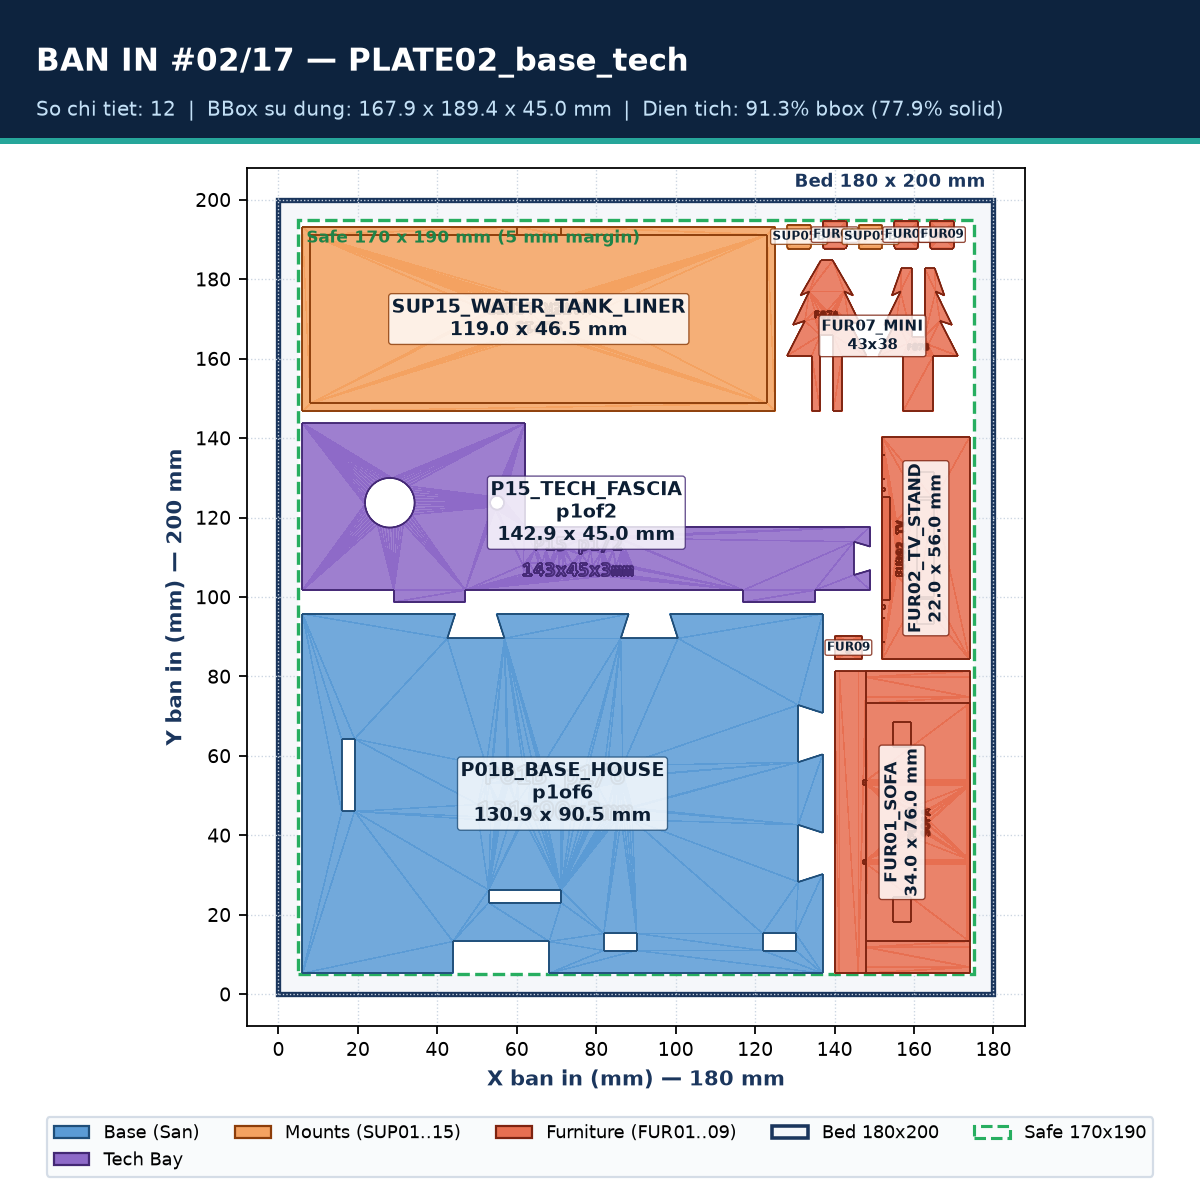 BAN IN #02/17 — PLATE02_base_tech
So chi tiet: 12 | BBox su dung: 167.9 x 189.4 x 45.0 mm | Dien tich: 91.3% bbox (77.9% solid)
Bed 180 x 200 mm
Safe 170 x 190 mm (5 mm margin)
FUR09
SUP15_WATER_TANK_LINER
119.0 x 46.5 mm
FUR07_MINI
43x38
P15_TECH_FASCIA
p1of2
142.9 x 45.0 mm
143x45x3mm
FUR02_TV_STAND
22.0 x 56.0 mm
FUR09
P01B_BASE_HOUSE
p1of6
130.9 x 90.5 mm
FUR01_SOFA
34.0 x 76.0 mm
200
180
160
140
120
100
80
60
40
20
0
Y ban in (mm) — 200 mm
0 20 40 60 80 100 120 140 160 180
X ban in (mm) — 180 mm
Base (San)
Mounts (SUP01..15)
Furniture (FUR01..09)
Bed 180x200
Safe 170x190
Tech Bay